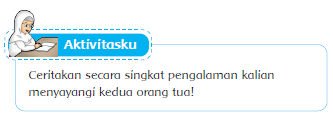 Aktivitasku
Ceritakan secara singkat pengalaman kalian
menyayangi kedua orang tua!